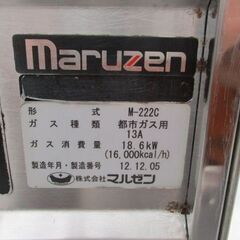 maruzen
形 式 M-222C
ガス種類 都市ガス用
13A
ガス消費量 18.6kW
(16,000kcal/h)
製造年月・製造番号 12.12.05
株式会社マルゼン